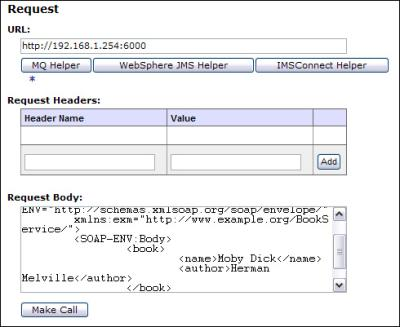 Request
URL:
http://192.168.1.254:6000
MQ Helper WebSphere JMS Helper IMSConnect Helper
*
Request Headers:
Header Name Value
Add
Request Body:
ENV="http://schemas.xmlsoap.org/soap/envelope/"
xmlns:exm="http://www.example.org/BookS
ervice/">
<SOAP-ENV:Body>
<book>
<name>Moby Dick</name>
<author>Herman
Melville</author>
</book>
Make Call